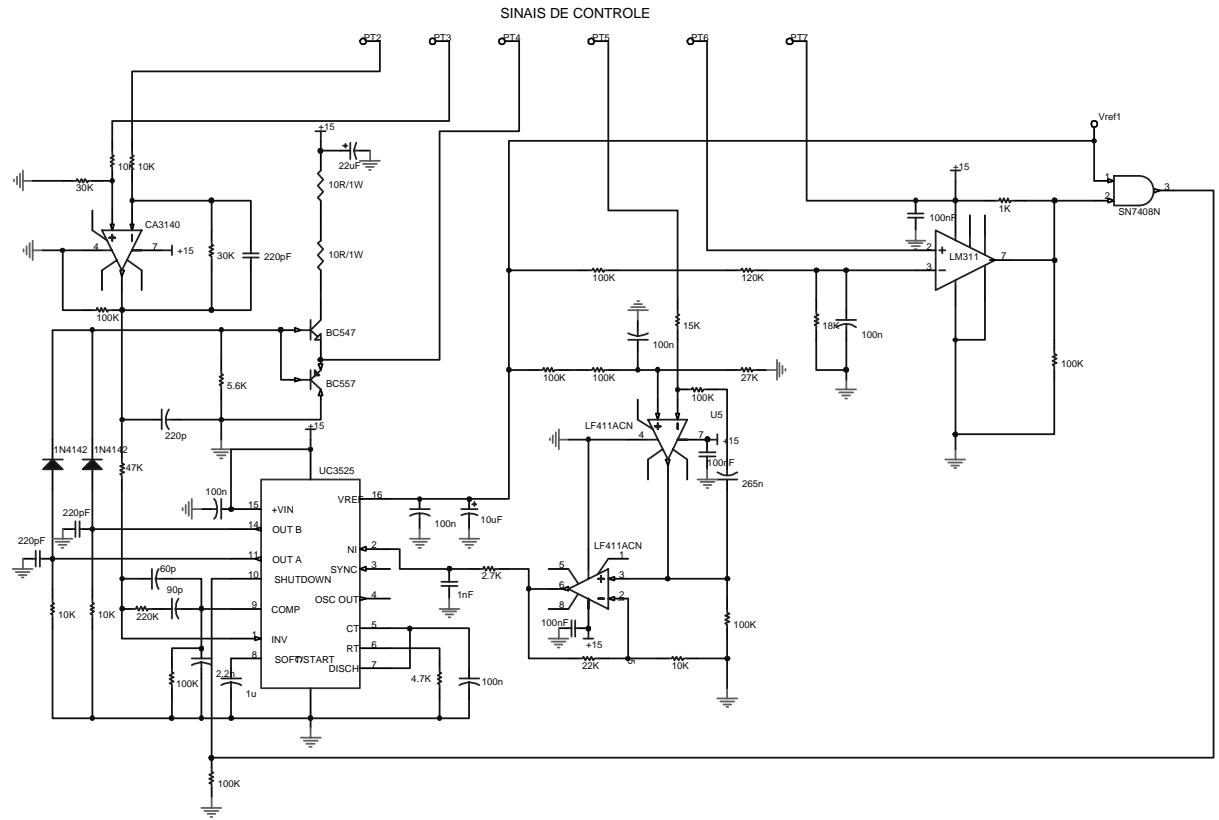 SINAIS DE CONTROLE
PT2
PT3
PT4
PT5
PT6
PT7
Vref1
+15
22uF
10K
10K
30K
10R/1W
10R/1W
CA3140
+
-
4
7
+15
30K
220pF
100K
BC547
BC557
5.6K
220p
1N4142
1N4142
47K
+15
UC3525
100n
15
+VIN
VREF
16
220pF
14
OUT B
220pF
11
OUT A
NI
2
60p
10
SHUTDOWN
SYNC
3
90p
9
COMP
OSC OUT
4
220K
10K
10K
1
INV
CT
5
8
SOFT/START
RT
6
DISCH
7
100K
2.2n
1u
4.7K
100n
100n
10uF
1nF
2.7K
100K
100K
120K
18K
100n
100n
15K
100K
100K
27K
100K
U5
LF411ACN
+
-
4
7
+15
100nF
265n
LF411ACN
5
1
6
+
3
8
-
2
100nF
+15
22K
5
10K
100K
+15
100nF
1K
2
+
LM311
3
-
7
100K
1
2
3
SN7408N
100K